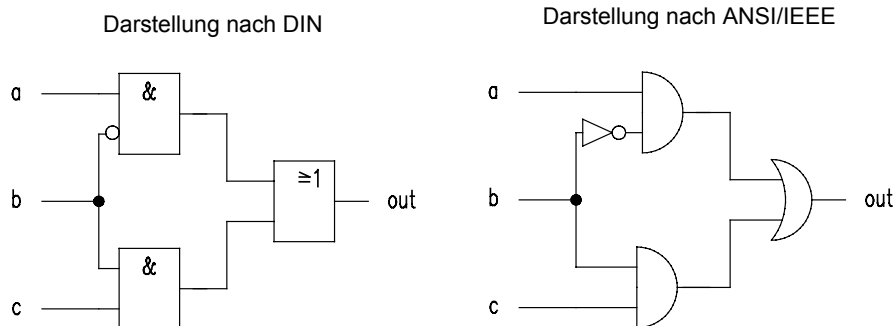 Darstellung nach DIN
Darstellung nach ANSI/IEEE
a
&
b
≧1
out
&
c
a
b
out
c